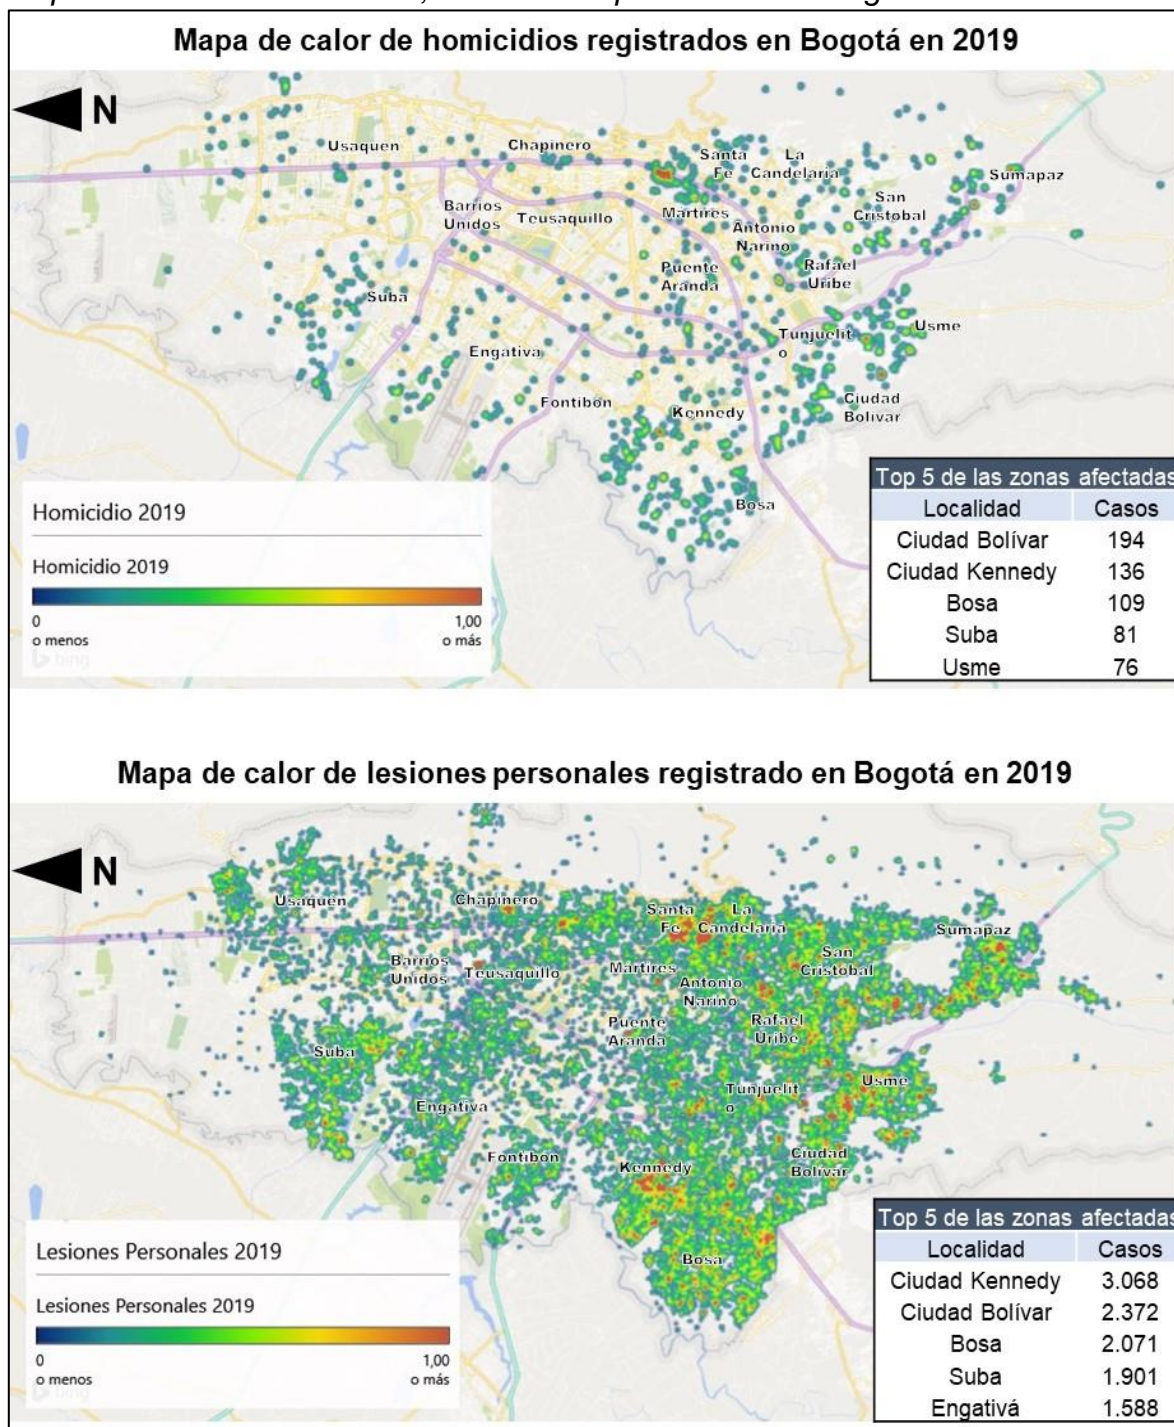 Mapa de calor de homicidios registrados en Bogotá en 2019
N
Usaquen
Chapinero
Santa Fe
La Candelaria
Sumapaz
Barrios Unidos
Teusaquillo
Martires
San Cristobal
Antonio Narino
Puente Aranda
Rafael Uribe
Suba
Engativa
Tunjuelit
o
Usme
Fontibon
Kennedy
Ciudad Bolivar
Bosa
Homicidio 2019
Homicidio 2019
0 1,00
o menos o más
bing
Top 5 de las zonas afectadas
Localidad Casos
Ciudad Bolívar 194
Ciudad Kennedy 136
Bosa 109
Suba 81
Usme 76
Mapa de calor de lesiones personales registrado en Bogotá en 2019
N
Usaquen
Chapinero
Santa Fe
La Candelaria
Sumapaz
Barrios Unidos
Teusaquillo
Martires
San Cristobal
Antonio Narino
Puente Aranda
Rafael Uribe
Suba
Engativa
Tunjuelit
o
Usme
Fontibon
Kennedy
Ciudad Bolivar
Bosa
Lesiones Personales 2019
Lesiones Personales 2019
0 1,00
o menos o más
bing
Top 5 de las zonas afectadas
Localidad Casos
Ciudad Kennedy 3.068
Ciudad Bolívar 2.372
Bosa 2.071
Suba 1.901
Engativá 1.588